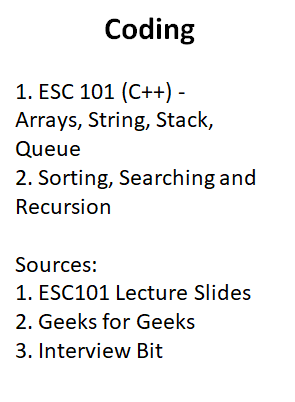 Coding
1. ESC 101 (C++) -
Arrays, String, Stack,
Queue
2. Sorting, Searching and
Recursion
Sources:
1. ESC101 Lecture Slides
2. Geeks for Geeks
3. Interview Bit